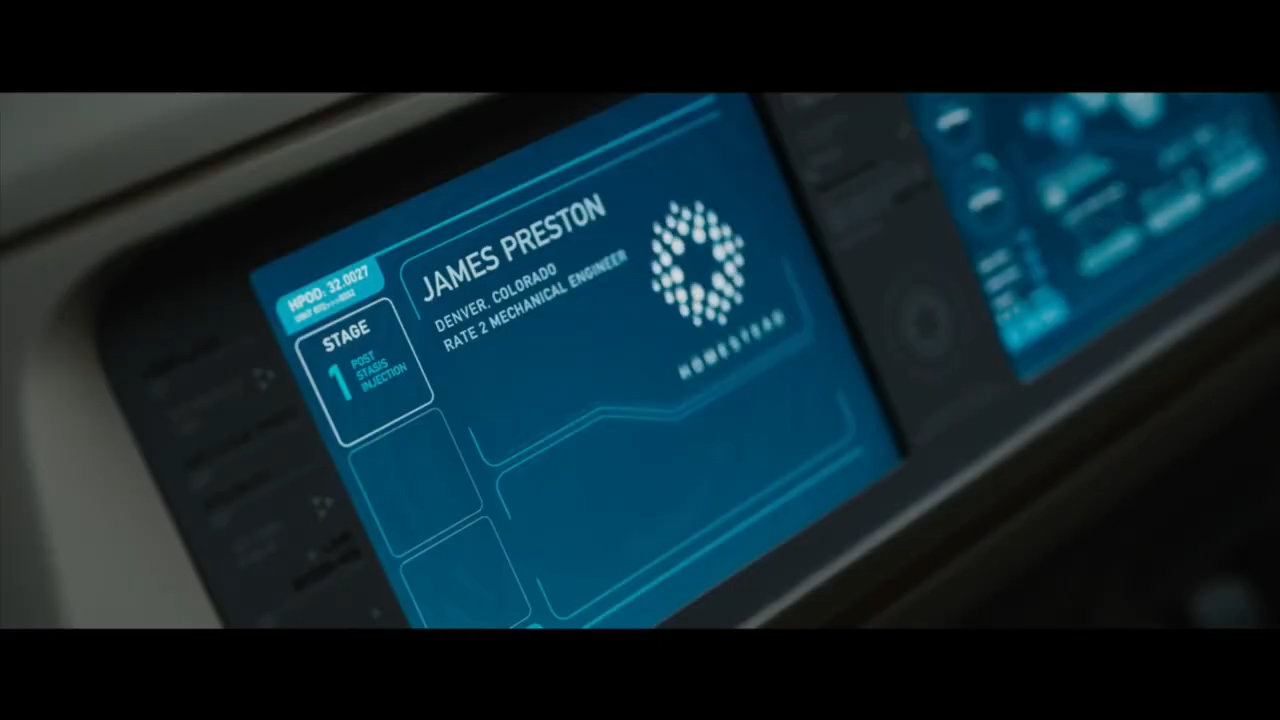 JAMES PRESTON
DENVER, COLORADO
RATE 2 MECHANICAL ENGINEER
HOMESTEAD
HPOD: 32.0027
STAGE
1 POST
STASIS
INJECTION